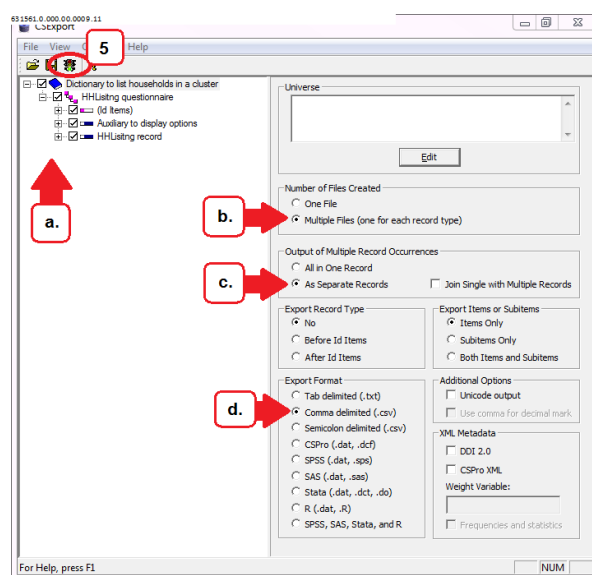 631561.0.000.00.0009.11
CSExport
File View Help
5
Dictionary to list households in a cluster
HHLisitng questionnaire
(Id Items)
Auxiliary to display options
HHLisitng record
a.
Universe
Edit
Number of Files Created
One File
b.
Multiple Files (one for each record type)
Output of Multiple Record Occurrences
All in One Record
c.
As Separate Records
Join Single with Multiple Records
Export Record Type
No
Before Id Items
After Id Items
Export Items or Subitems
Items Only
Subitems Only
Both Items and Subitems
Export Format
Tab delimited (.txt)
d.
Comma delimited (.csv)
Semicolon delimited (.csv)
CSPro (.dat, .dcf)
SPSS (.dat, .sps)
SAS (.dat, .sas)
Stata (.dat, .dct, .do)
R (.dat, .R)
SPSS, SAS, Stata, and R
Additional Options
Unicode output
Use comma for decimal mark
XML Metadata
DDI 2.0
CSPro XML
Weight Variable:
Frequencies and statistics
For Help, press F1
NUM